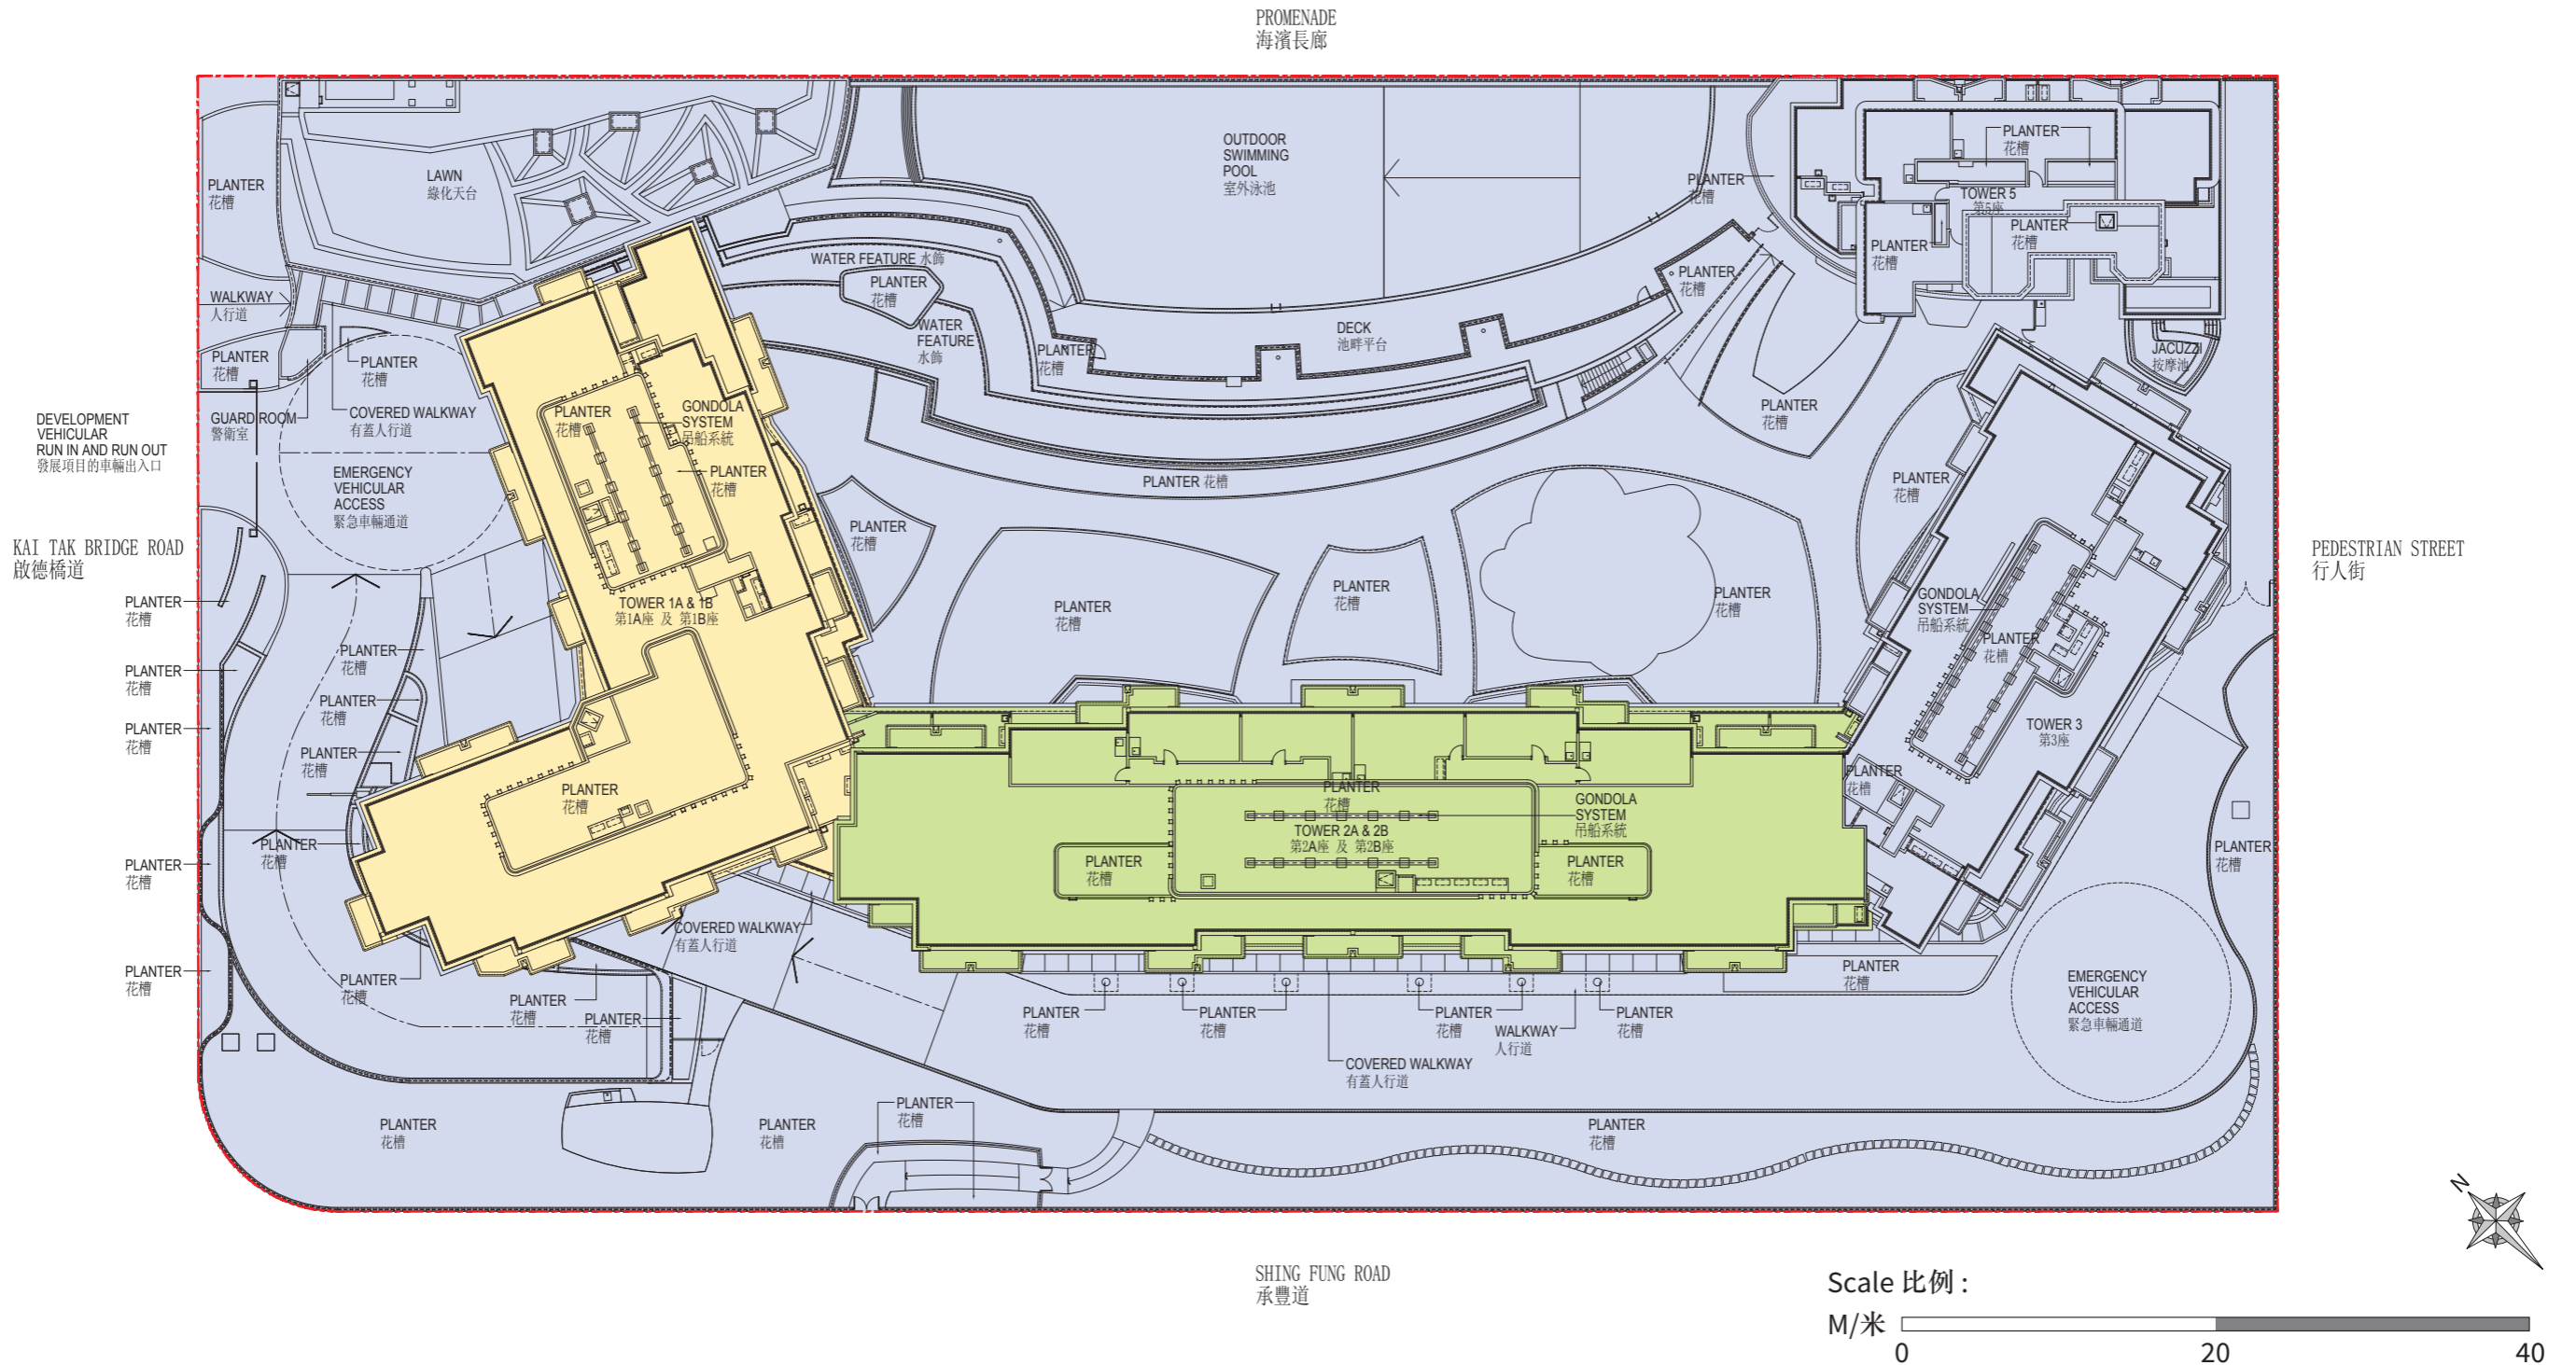 PROMENADE
海濱長廊
OUTDOOR
SWIMMING
POOL
室外泳池
PLANTER
花槽
LAWN
綠化天台
PLANTER
花槽
PLANTER
花槽
TOWER 5
第5座
PLANTER
花槽
PLANTER
花槽
WATER FEATURE 水飾
PLANTER
花槽
PLANTER
花槽
WALKWAY
人行道
WATER
FEATURE
水飾
DECK
池畔平台
PLANTER
花槽
PLANTER
花槽
PLANTER
花槽
JACUZZI
按摩池
COVERED WALKWAY
有蓋人行道
GUARD ROOM
警衛室
DEVELOPMENT
VEHICULAR
RUN IN AND RUN OUT
發展項目的車輛出入口
PLANTER
花槽
GONDOLA
SYSTEM
吊船系統
PLANTER
花槽
PLANTER
花槽
EMERGENCY
VEHICULAR
ACCESS
緊急車輛通道
PLANTER 花槽
PLANTER
花槽
PLANTER
花槽
KAI TAK BRIDGE ROAD
啟德橋道
PEDESTRIAN STREET
行人街
PLANTER
花槽
TOWER 1A & 1B
第1A座 及 第1B座
PLANTER
花槽
PLANTER
花槽
PLANTER
花槽
GONDOLA
SYSTEM
吊船系統
PLANTER
花槽
PLANTER
花槽
PLANTER
花槽
PLANTER
花槽
PLANTER
花槽
PLANTER
花槽
TOWER 3
第3座
PLANTER
花槽
PLANTER
花槽
PLANTER
花槽
GONDOLA
SYSTEM
吊船系統
TOWER 2A & 2B
第2A座 及 第2B座
PLANTER
花槽
PLANTER
花槽
PLANTER
花槽
PLANTER
花槽
PLANTER
花槽
COVERED WALKWAY
有蓋人行道
PLANTER
花槽
PLANTER
花槽
PLANTER
花槽
PLANTER
花槽
PLANTER
花槽
EMERGENCY
VEHICULAR
ACCESS
緊急車輛通道
PLANTER
花槽
PLANTER
花槽
PLANTER
花槽
WALKWAY
人行道
PLANTER
花槽
COVERED WALKWAY
有蓋人行道
PLANTER
花槽
PLANTER
花槽
PLANTER
花槽
PLANTER
花槽
N
SHING FUNG ROAD
承豐道
Scale 比例 :
M/米
0 20 40